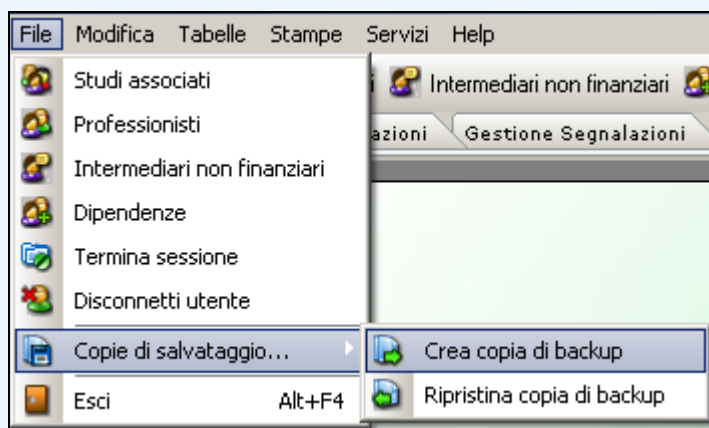 File Modifica Tabelle Stampe Servizi Help
Studi associati
Intermediari non finanziari
Professionisti
azioni Gestione Segnalazioni
Intermediari non finanziari
Dipendenze
Termina sessione
Disconnetti utente
Copie di salvataggio... Crea copia di backup
Esci Alt+F4 Ripristina copia di backup